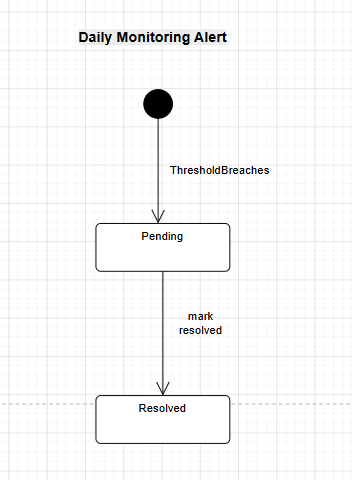 Daily Monitoring Alert
ThresholdBreaches
Pending
mark
resolved
Resolved